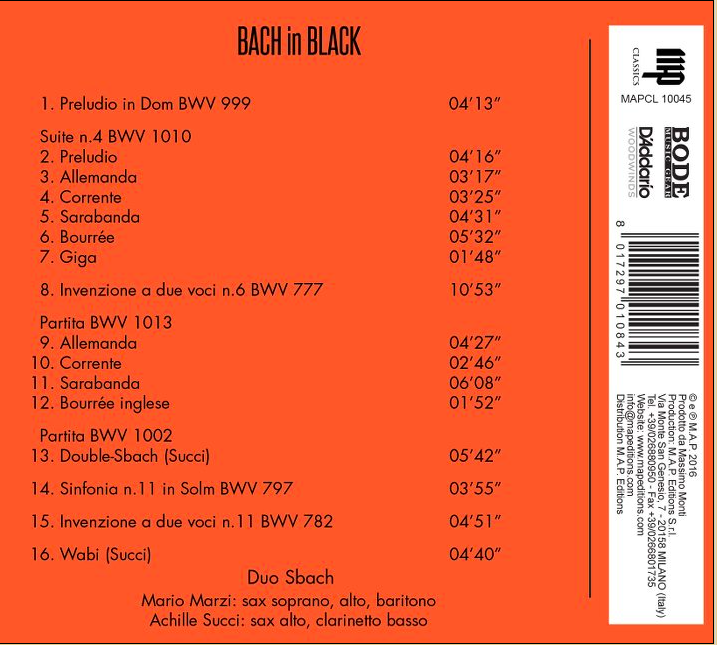 BACH in BLACK
1. Preludio in Dom BWV 999 04’13”
Suite n.4 BWV 1010
2. Preludio 04’16”
3. Allemanda 03’17”
4. Corrente 03’25”
5. Sarabanda 04’31”
6. Bourrée 05’32”
7. Giga 01’48”
8. Invenzione a due voci n.6 BWV 777 10’53”
Partita BWV 1013
9. Allemanda 04’27”
10. Corrente 02’46”
11. Sarabanda 06’08”
12. Bourrée inglese 01’52”
Partita BWV 1002
13. Double-Sbach (Succi) 05’42”
14. Sinfonia n.11 in Solm BWV 797 03’55”
15. Invenzione a due voci n.11 BWV 782 04’51”
16. Wabi (Succi) 04’40”
Duo Sbach
Mario Marzi: sax soprano, alto, baritono
Achille Succi: sax alto, clarinetto basso
map
CLASSICS
MAPCL 10045
BODE
MUSIC GEAR
D'Addario
WOODWINDS
8 017297 010843
© e ℗ M.A.P. 2016
Prodotto da Massimo Monti
Production: M.A.P. Editions S.r.l.
Via Monte San Genesio, 7 - 20158 MILANO (Italy)
Tel. +39/026880950 - Fax +39/0266801735
Website: www.mapeditions.com
info@mapeditions.com
Distribution M.A.P. Editions